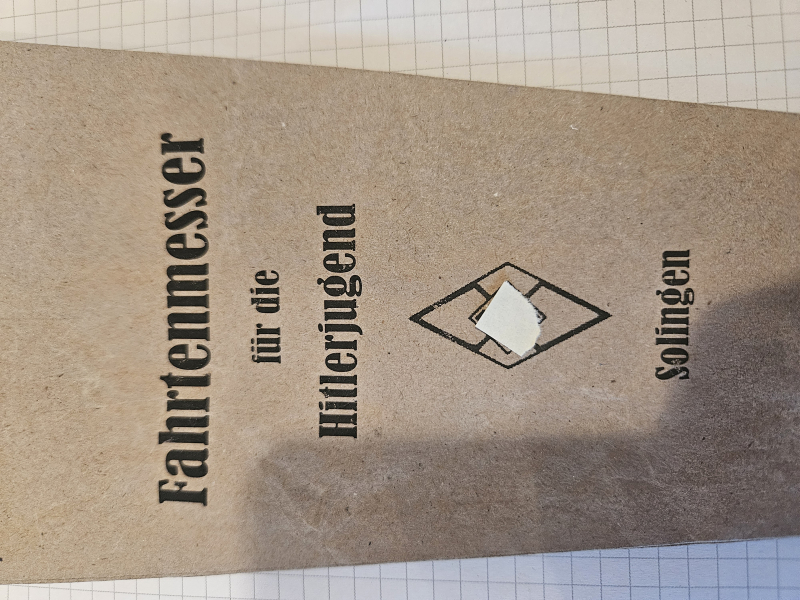 Fahrtenmesser
für die
Hitlerjugend
Solingen